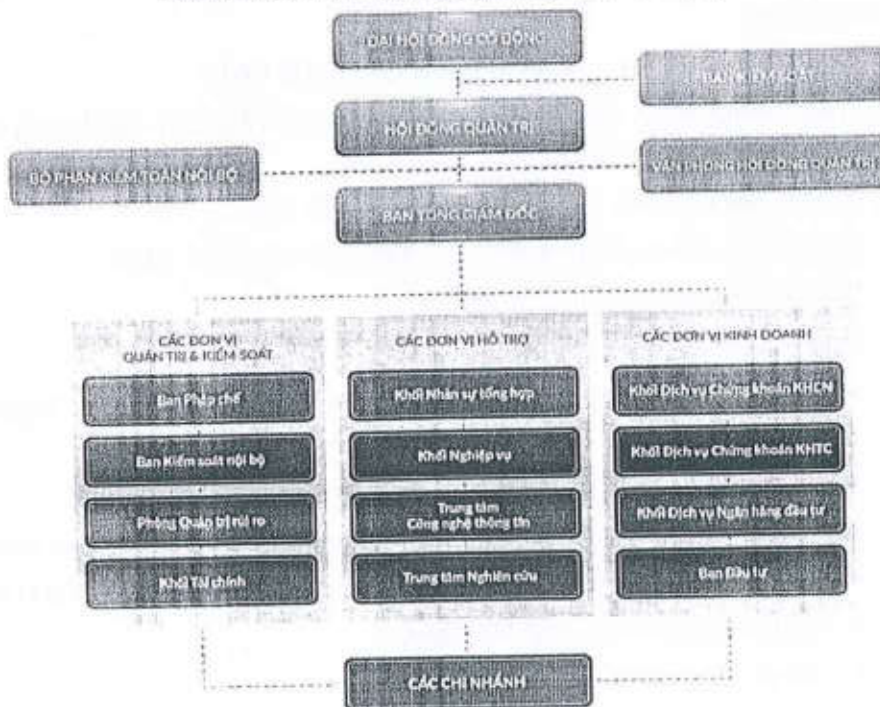 ĐẠI HỘI ĐỒNG CỔ ĐÔNG
BAN KIỂM SOÁT
HỘI ĐỒNG QUẢN TRỊ
BỘ PHẬN KIỂM TOÁN NỘI BỘ
VĂN PHÒNG HỘI ĐỒNG QUẢN TRỊ
BAN TỔNG GIÁM ĐỐC
CÁC ĐƠN VỊ
QUẢN TRỊ & KIỂM SOÁT
CÁC ĐƠN VỊ HỖ TRỢ
CÁC ĐƠN VỊ KINH DOANH
Ban Pháp chế
Khối Nhân sự tổng hợp
Khối Dịch vụ Chứng khoán KHCN
Ban Kiểm soát nội bộ
Khối Nghiệp vụ
Khối Dịch vụ Chứng khoán KHTC
Phòng Quản trị rủi ro
Trung tâm
Công nghệ thông tin
Khối Dịch vụ Ngân hàng đầu tư
Khối Tài chính
Trung tâm Nghiên cứu
Ban Đầu tư
CÁC CHI NHÁNH